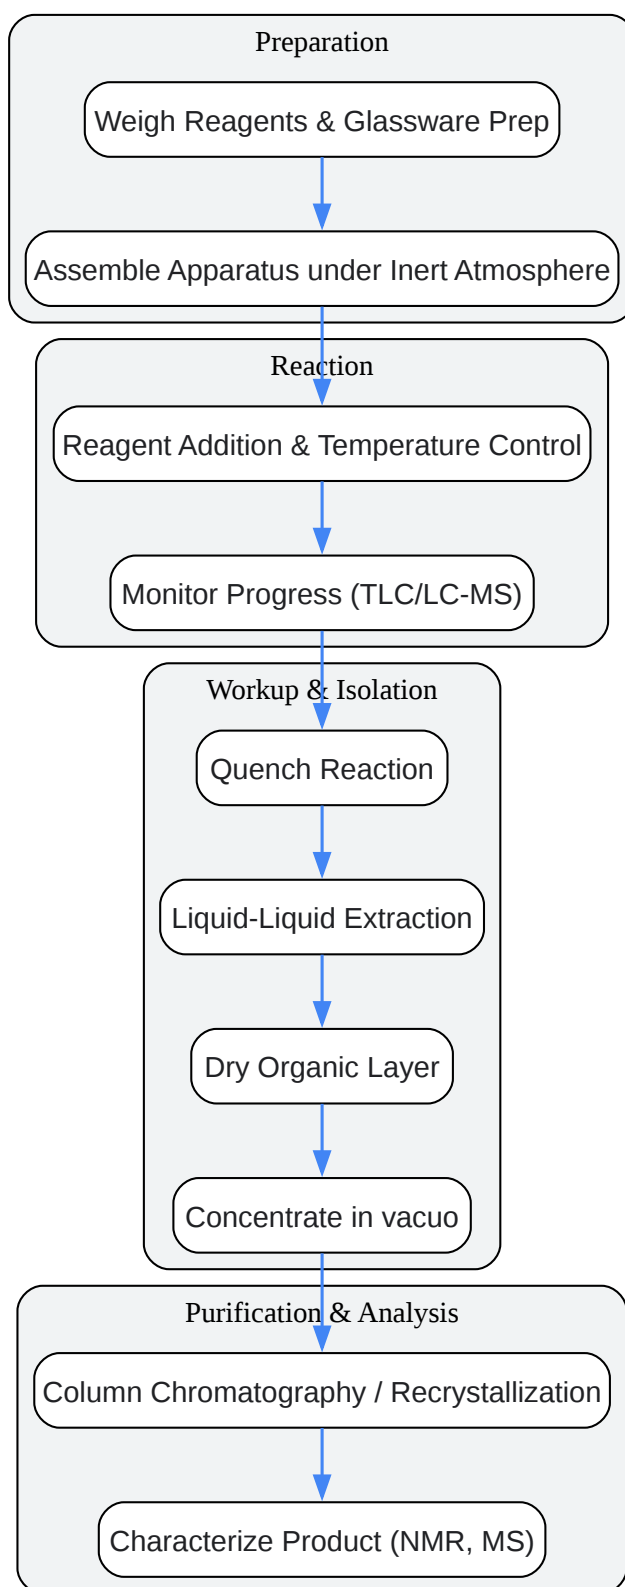 Preparation
Weigh Reagents & Glassware Prep
Assemble Apparatus under Inert Atmosphere
Reaction
Reagent Addition & Temperature Control
Monitor Progress (TLC/LC-MS)
Workup & Isolation
Quench Reaction
Liquid-Liquid Extraction
Dry Organic Layer
Concentrate in vacuo
Purification & Analysis
Column Chromatography / Recrystallization
Characterize Product (NMR, MS)